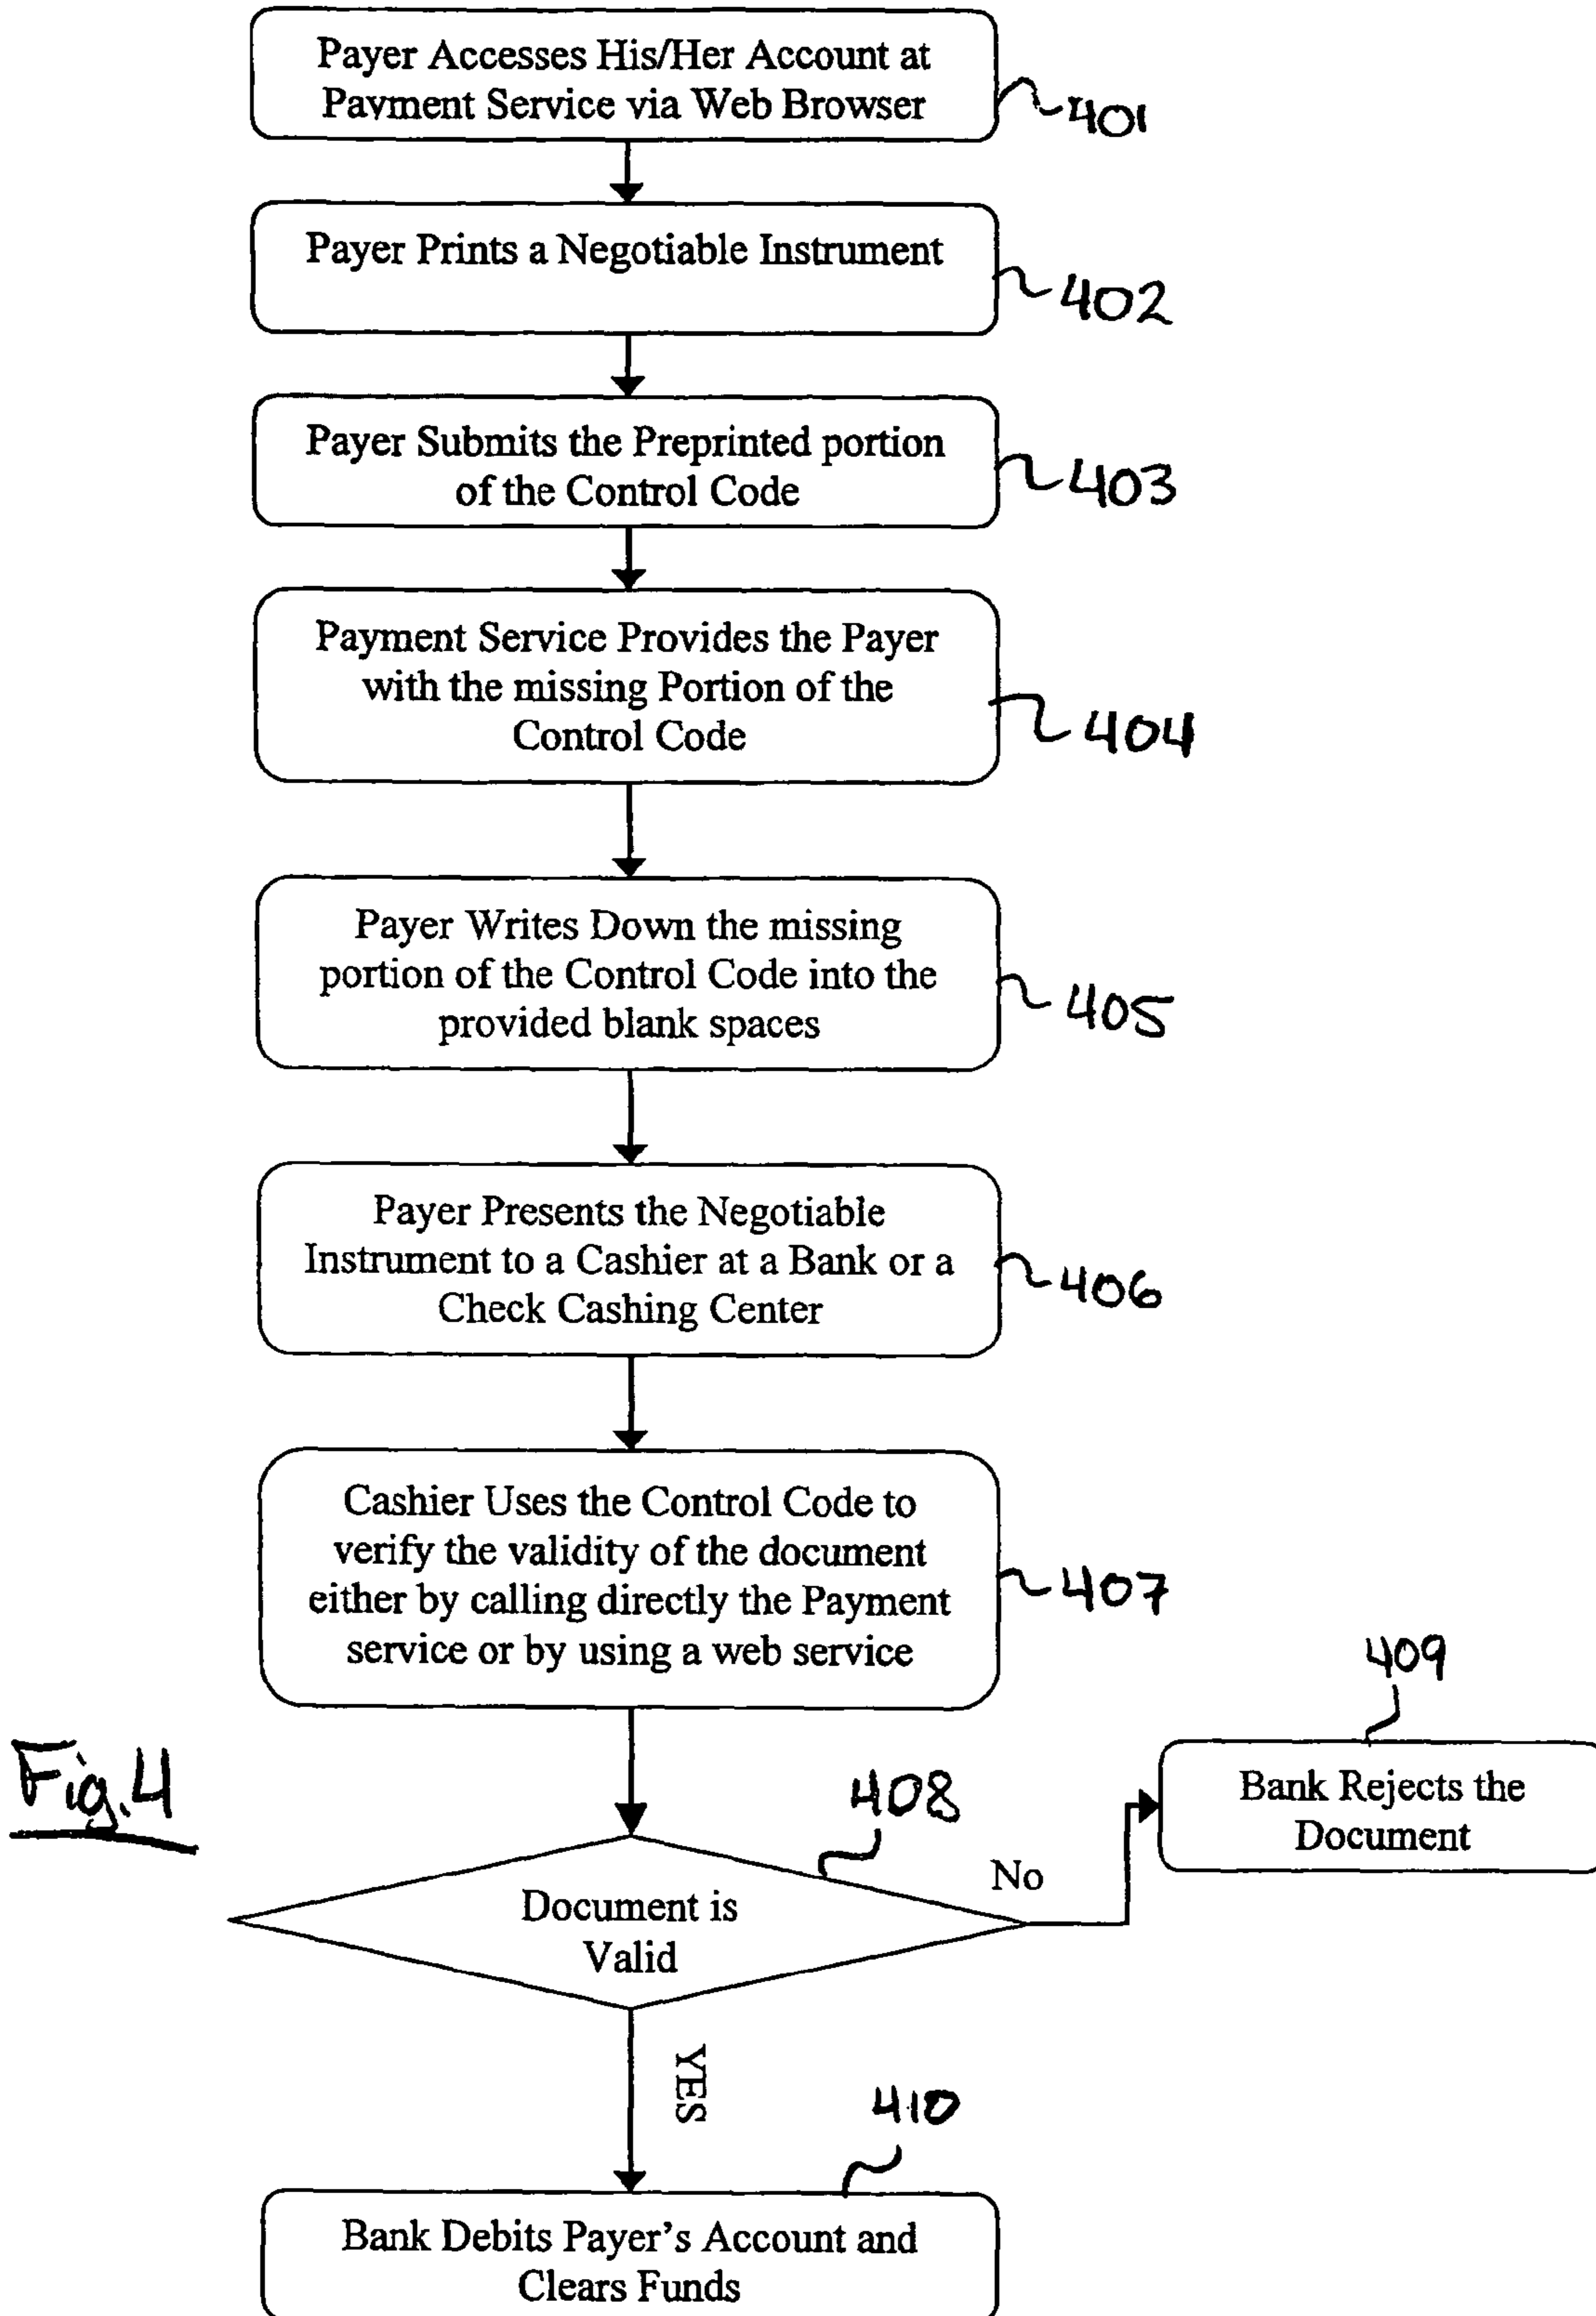 Payer Accesses His/Her Account at
Payment Service via Web Browser
401
Payer Prints a Negotiable Instrument
402
Payer Submits the Preprinted portion
of the Control Code
403
Payment Service Provides the Payer
with the missing Portion of the
Control Code
404
Payer Writes Down the missing
portion of the Control Code into the
provided blank spaces
405
Payer Presents the Negotiable
Instrument to a Cashier at a Bank or a
Check Cashing Center
406
Cashier Uses the Control Code to
verify the validity of the document
either by calling directly the Payment
service or by using a web service
407
409
Bank Rejects the
Document
Fig.4
408
No
Document is
Valid
YES
410
Bank Debits Payer's Account and
Clears Funds